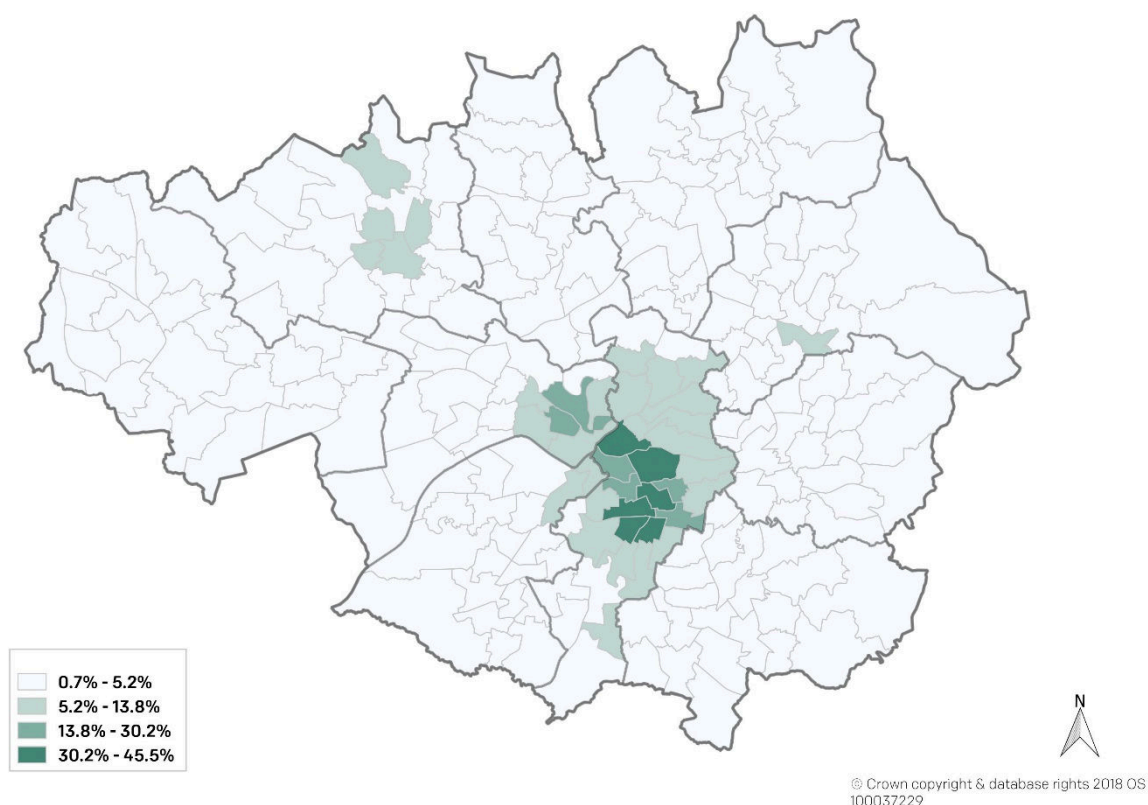 0.7% - 5.2%
5.2% - 13.8%
13.8% - 30.2%
30.2% - 45.5%
N
© Crown copyright & database rights 2018 OS
100037229